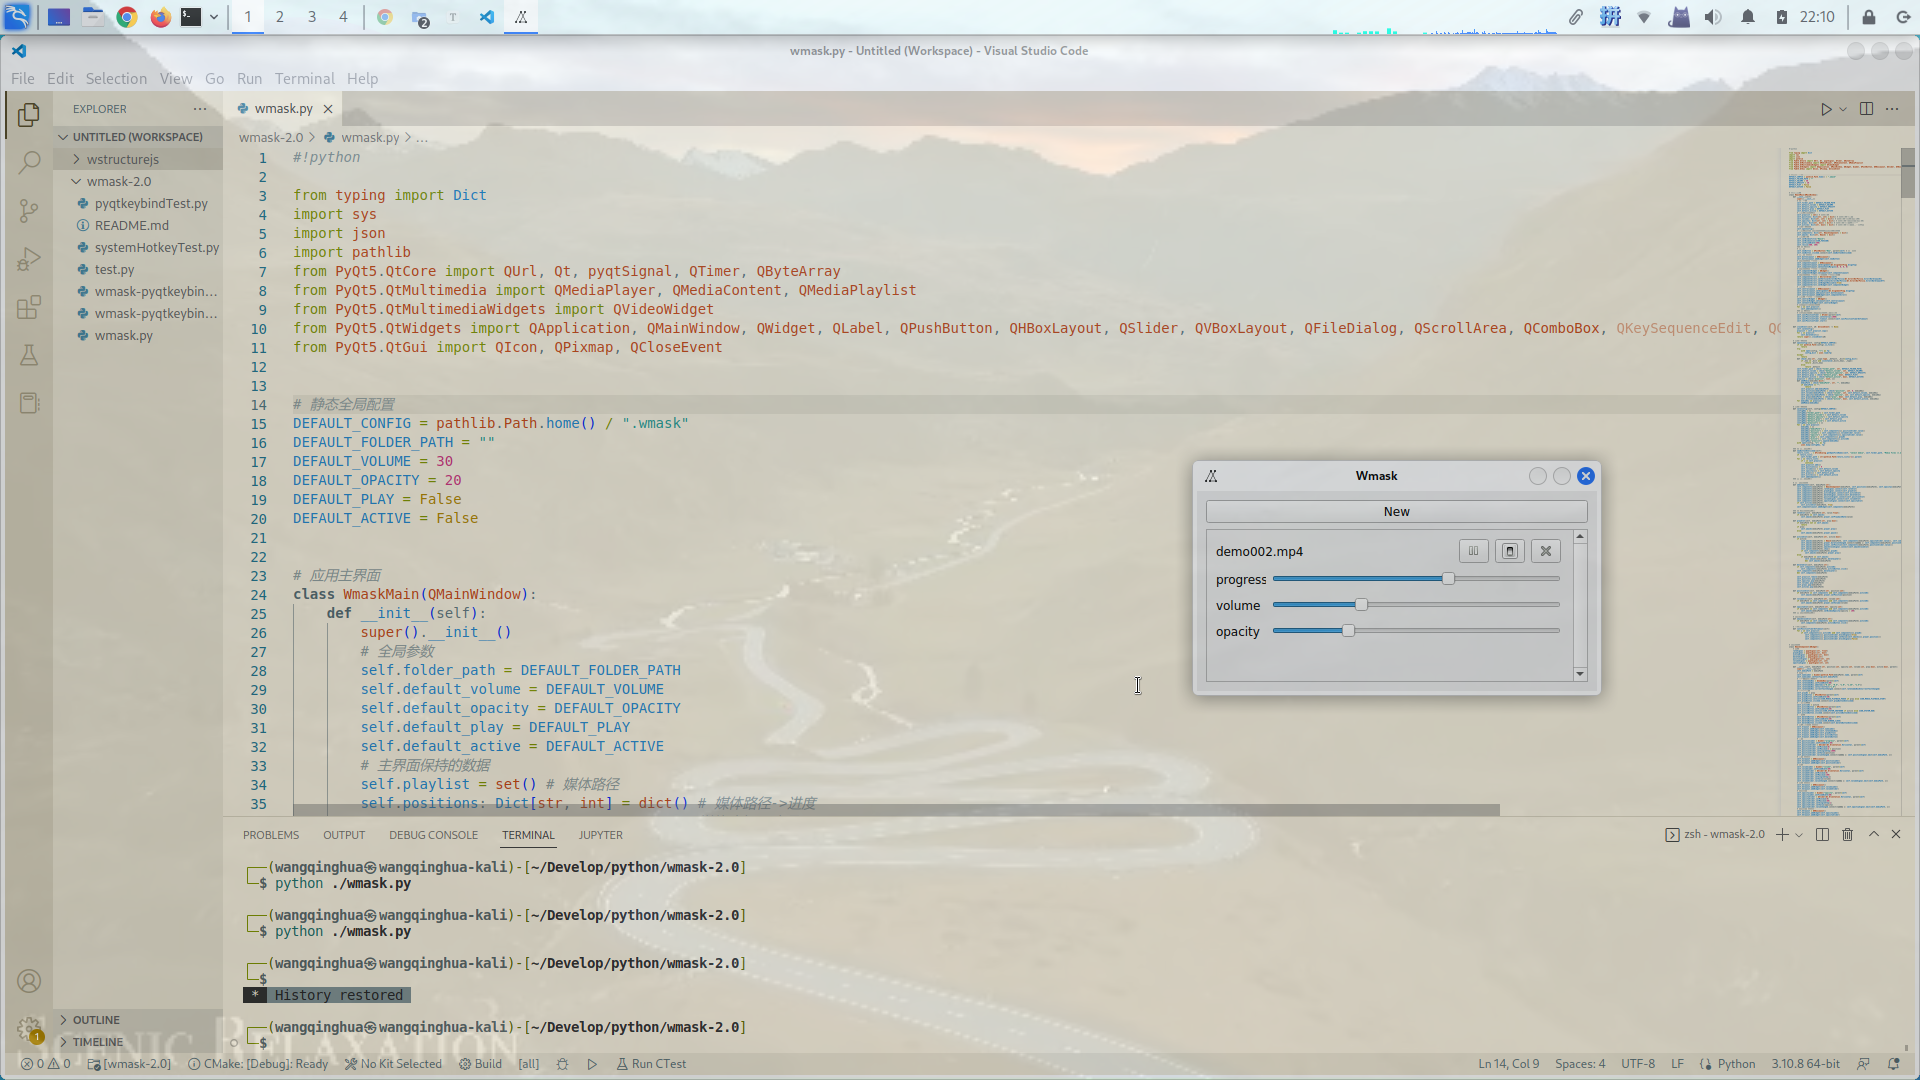 1 2 3 4 2 T 拼 22:10
wmask.py - Untitled (Workspace) - Visual Studio Code
File Edit Selection View Go Run Terminal Help
EXPLORER ...
UNTITLED (WORKSPACE)
wstructurejs
wmask-2.0
pyqtkeybindTest.py
README.md
systemHotkeyTest.py
test.py
wmask-pyqtkeybin...
wmask-pyqtkeybin...
wmask.py
OUTLINE
TIMELINE
wmask.py
wmask-2.0 > wmask.py > ...
1 #!python
2
3 from typing import Dict
4 import sys
5 import json
6 import pathlib
7 from PyQt5.QtCore import QUrl, Qt, pyqtSignal, QTimer, QByteArray
8 from PyQt5.QtMultimedia import QMediaPlayer, QMediaContent, QMediaPlaylist
9 from PyQt5.QtMultimediaWidgets import QVideoWidget
10 from PyQt5.QtWidgets import QApplication, QMainWindow, QWidget, QLabel, QPushButton, QHBoxLayout, QSlider, QVBoxLayout, QFileDialog, QScrollArea, QComboBox, QKeySequenceEdit,
11 from PyQt5.QtGui import QIcon, QPixmap, QCloseEvent
12
13
14 # 静态全局配置
15 DEFAULT_CONFIG = pathlib.Path.home() / ".wmask"
16 DEFAULT_FOLDER_PATH = ""
17 DEFAULT_VOLUME = 30
18 DEFAULT_OPACITY = 20
19 DEFAULT_PLAY = False
20 DEFAULT_ACTIVE = False
21
22
23 # 应用主界面
24 class WmaskMain(QMainWindow):
25 def __init__(self):
26 super().__init__()
27 # 全局参数
28 self.folder_path = DEFAULT_FOLDER_PATH
29 self.default_volume = DEFAULT_VOLUME
30 self.default_opacity = DEFAULT_OPACITY
31 self.default_play = DEFAULT_PLAY
32 self.default_active = DEFAULT_ACTIVE
33 # 主界面保持的数据
34 self.playlist = set() # 媒体路径
35 self.positions: Dict[str, int] = dict() # 媒体路径->进度
Wmask
New
demo002.mp4
progress
volume
opacity
PROBLEMS OUTPUT DEBUG CONSOLE TERMINAL JUPYTER
zsh - wmask-2.0
(wangqinghua㉿wangqinghua-kali)-[~/Develop/python/wmask-2.0]
$ python ./wmask.py
(wangqinghua㉿wangqinghua-kali)-[~/Develop/python/wmask-2.0]
$ python ./wmask.py
(wangqinghua㉿wangqinghua-kali)-[~/Develop/python/wmask-2.0]
$
* History restored
(wangqinghua㉿wangqinghua-kali)-[~/Develop/python/wmask-2.0]
$
SCENIC RELAXATION
1
0 0 [wmask-2.0] CMake: [Debug]: Ready No Kit Selected Build [all] Run CTest Ln 14, Col 9 Spaces: 4 UTF-8 LF Python 3.10.8 64-bit